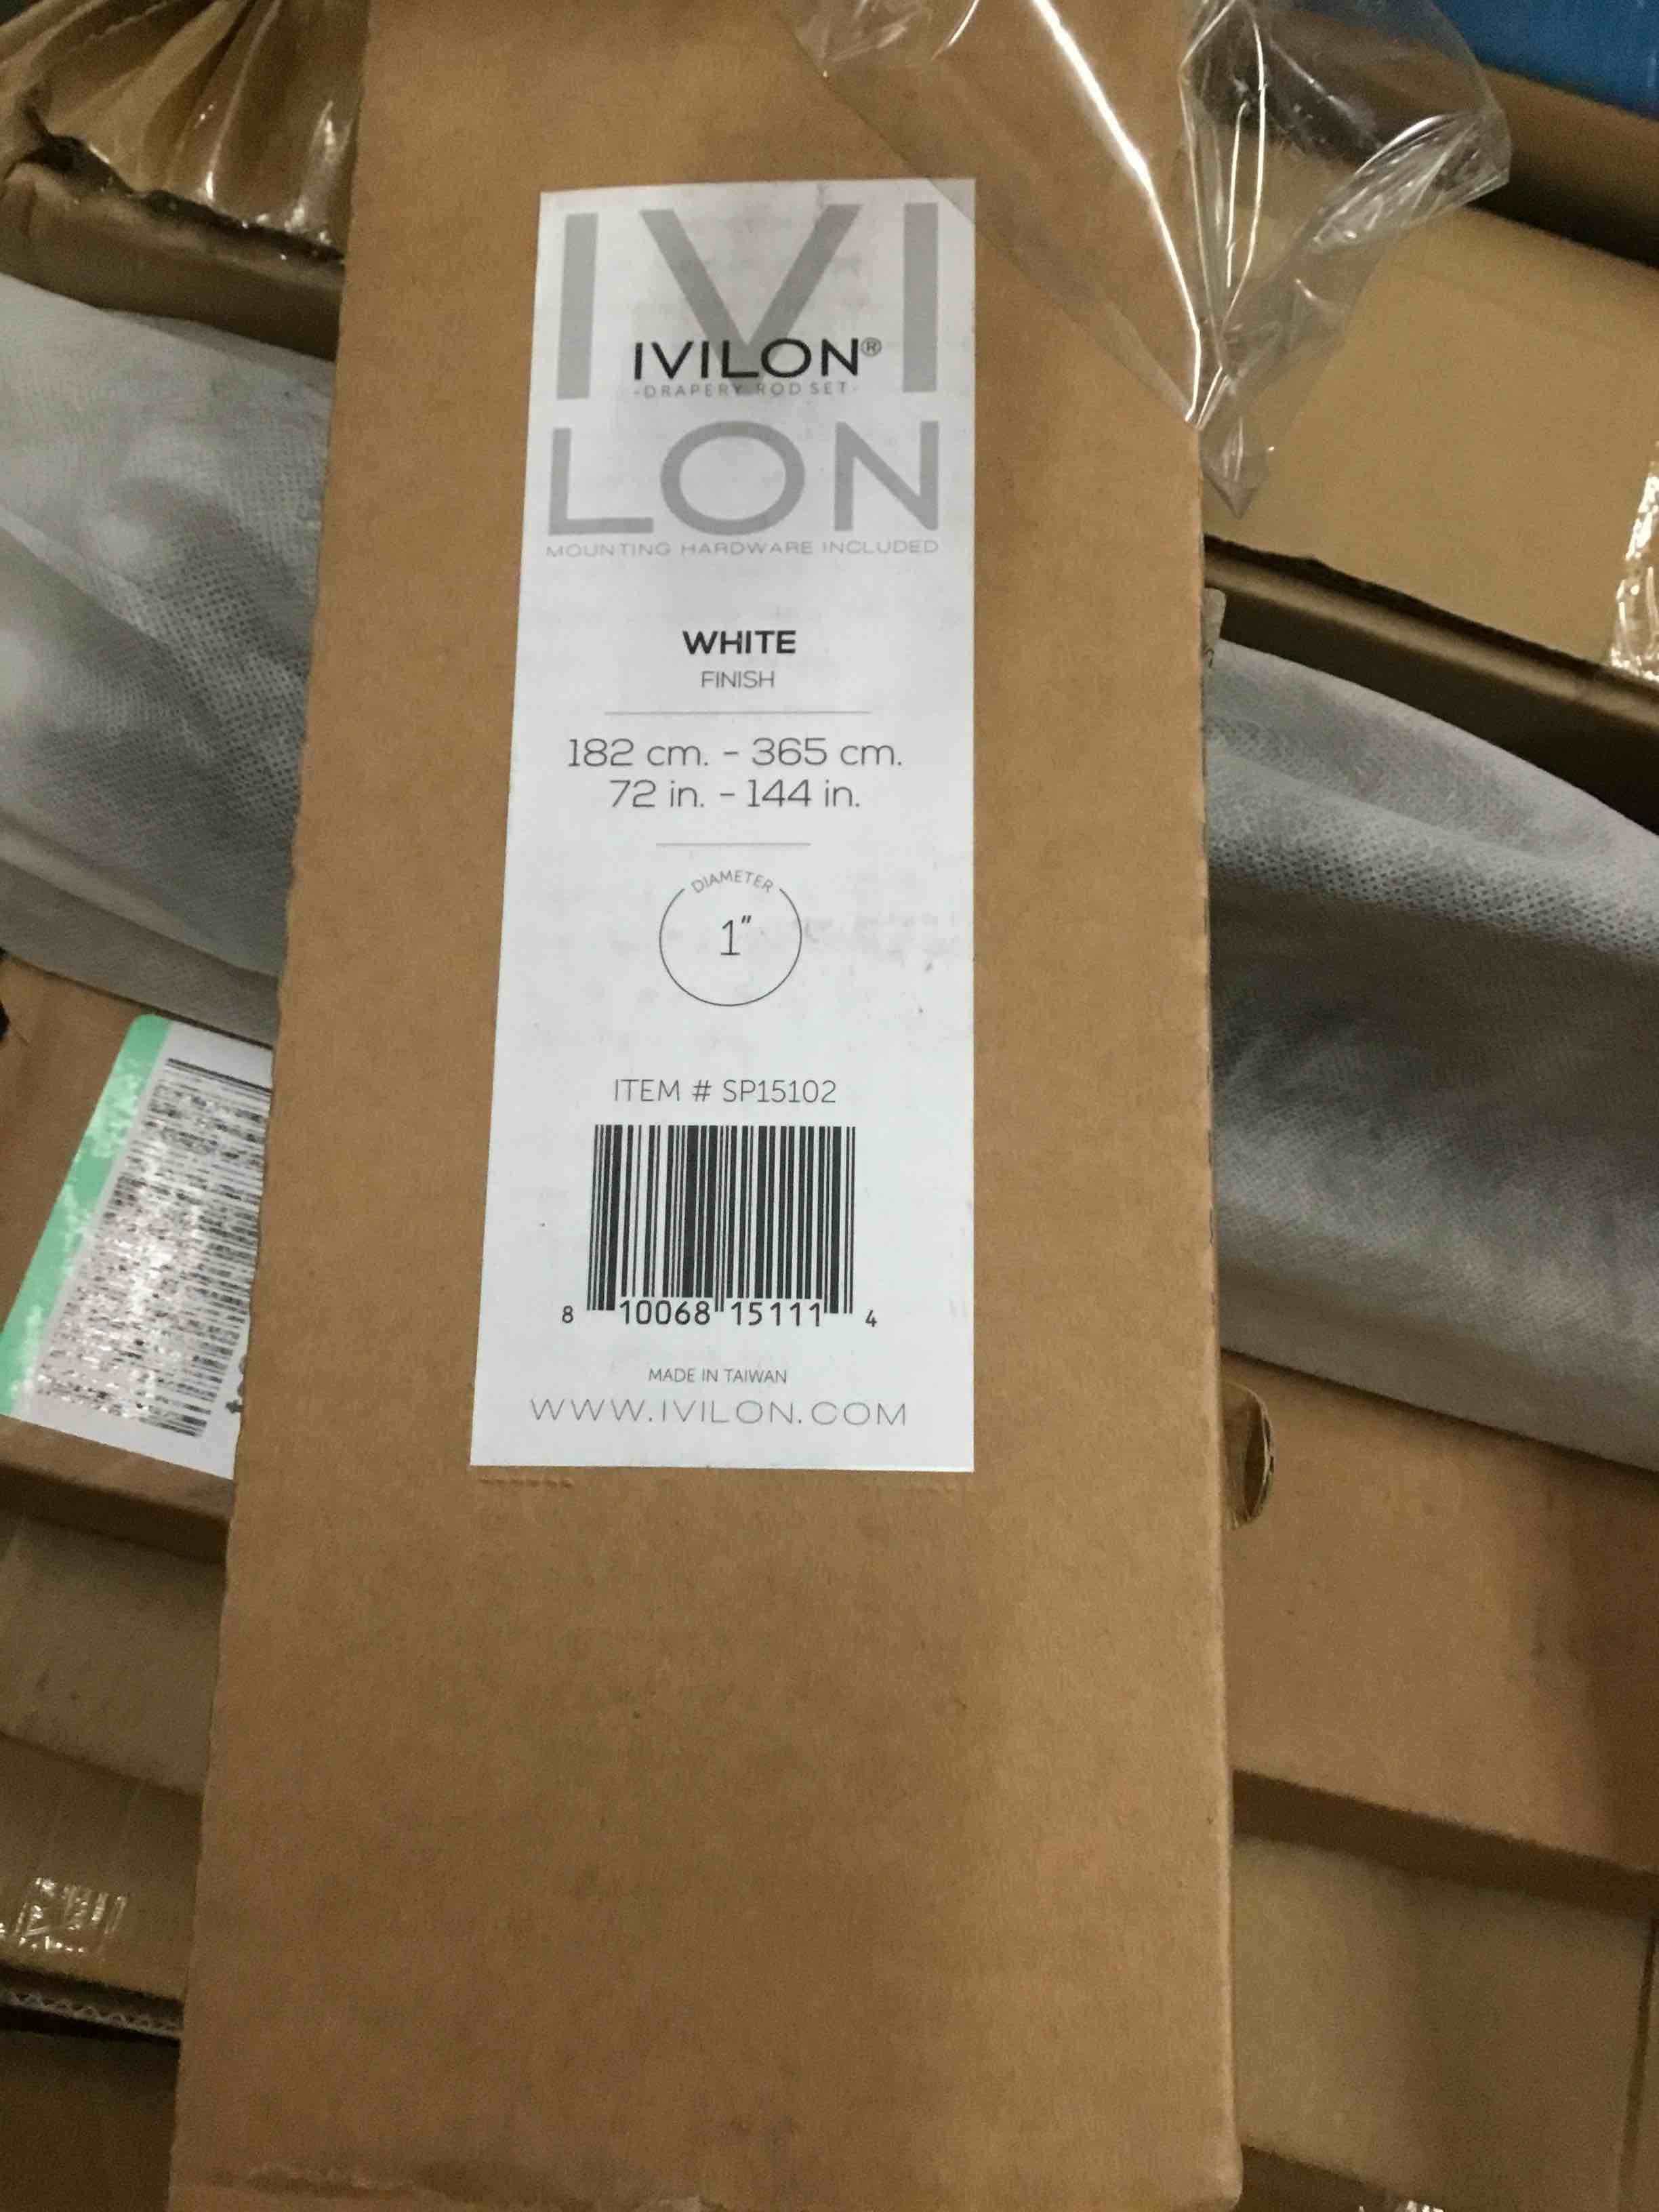 IVI
IVILON®
-DRAPERY ROD SET-
LON
MOUNTING HARDWARE INCLUDED
WHITE
FINISH
182 cm. - 365 cm.
72 in. - 144 in.
DIAMETER
1"
ITEM # SP15102
8 10068 15111 4
MADE IN TAIWAN
WWW.IVILON.COM